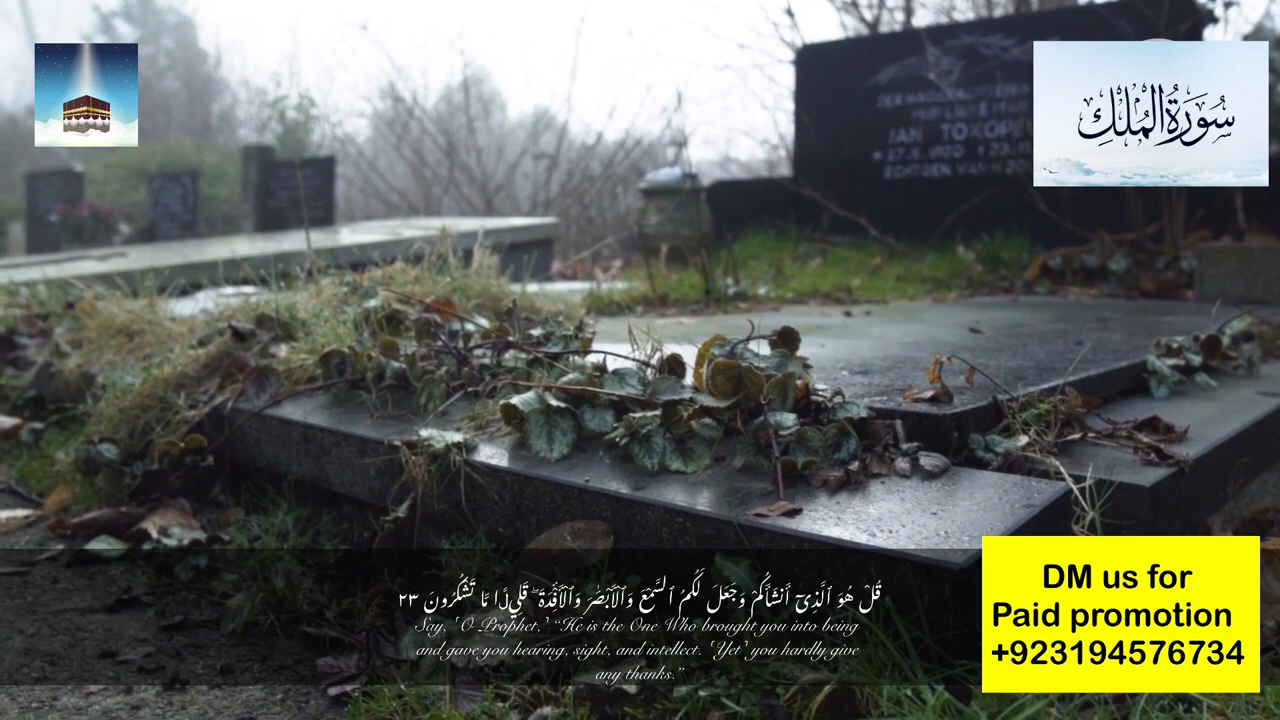 سُورَةُ الْمُلْكِ
JAN TOKOPE
قُلْ هُوَ ٱلَّذِىٓ أَنشَأَكُمْ وَجَعَلَ لَكُمُ ٱلسَّمْعَ وَٱلْأَبْصَـٰرَ وَٱلْأَفْـِٔدَةَ ۖ قَلِيلًۭا مَّا تَشْكُرُونَ ٢٣
Say, ˹O Prophet,˺ “He is the One Who brought you into being
and gave you hearing, sight, and intellect. ˹Yet˺ you hardly give
any thanks.”
DM us for
Paid promotion
+923194576734